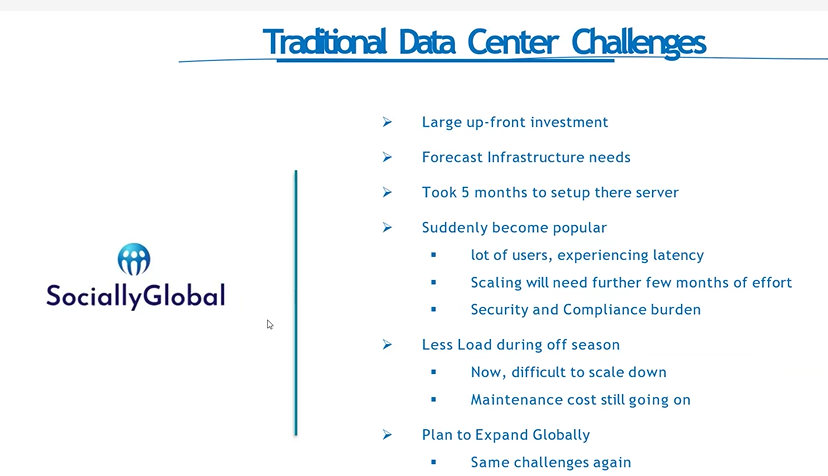 Traditional Data Center Challenges
Large up-front investment
Forecast Infrastructure needs
Took 5 months to setup there server
Suddenly become popular
lot of users, experiencing latency
Scaling will need further few months of effort
Security and Compliance burden
SociallyGlobal
Less Load during off season
Now, difficult to scale down
Maintenance cost still going on
Plan to Expand Globally
Same challenges again